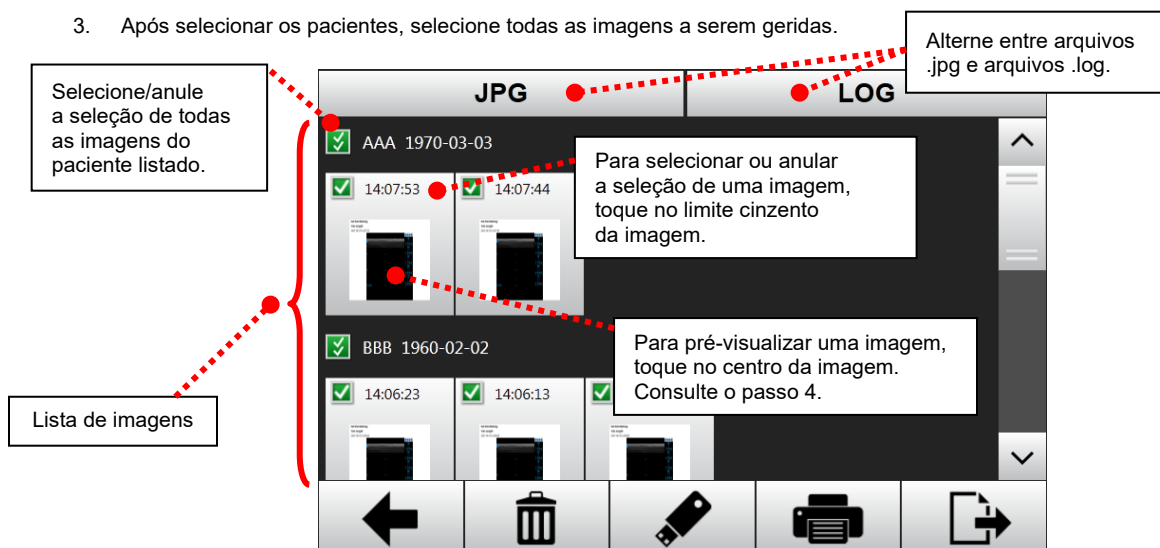 3. Após selecionar os pacientes, selecione todas as imagens a serem geridas.
Alterne entre arquivos
.jpg e arquivos .log.
Selecione/anule
a seleção de todas
as imagens do
paciente listado.
JPG
LOG
AAA 1970-03-03
14:07:53
14:07:44
Para selecionar ou anular
a seleção de uma imagem,
toque no limite cinzento
da imagem.
Para pré-visualizar uma imagem,
toque no centro da imagem.
Consulte o passo 4.
BBB 1960-02-02
14:06:23
14:06:13
Lista de imagens